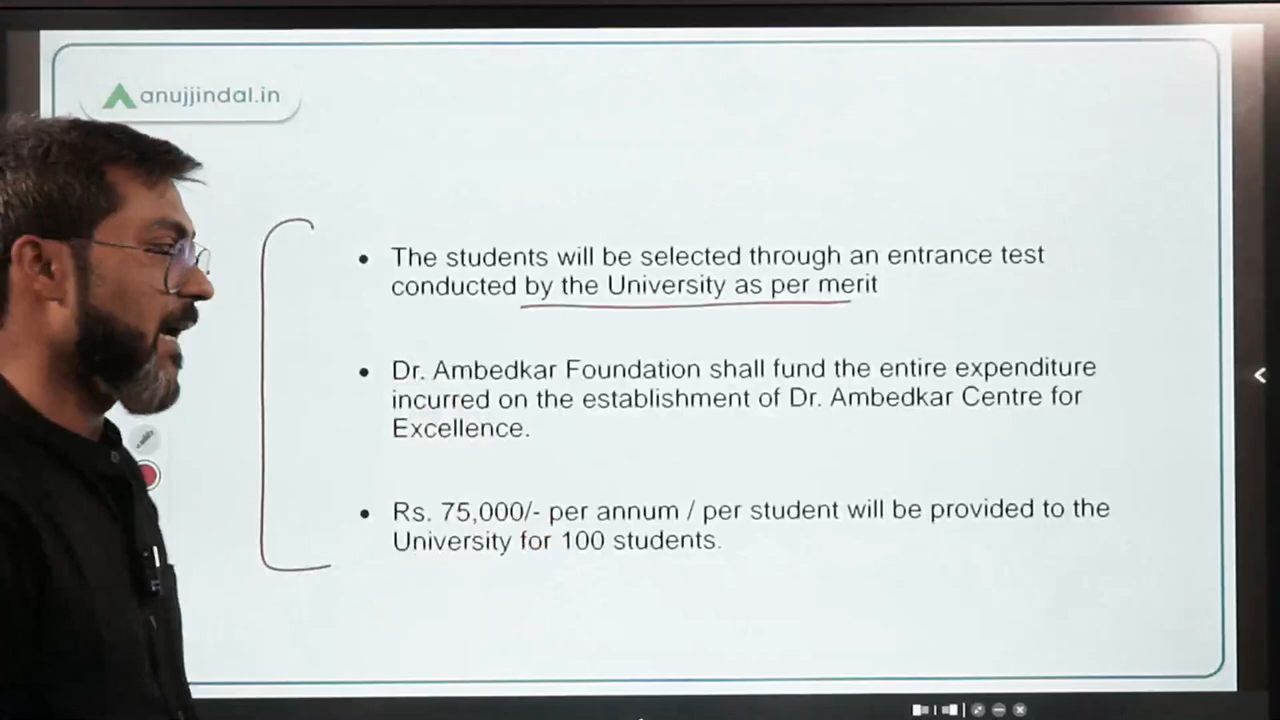 anujjindal.in
• The students will be selected through an entrance test
conducted by the University as per merit
• Dr. Ambedkar Foundation shall fund the entire expenditure
incurred on the establishment of Dr. Ambedkar Centre for
Excellence.
• Rs. 75,000/- per annum / per student will be provided to the
University for 100 students.